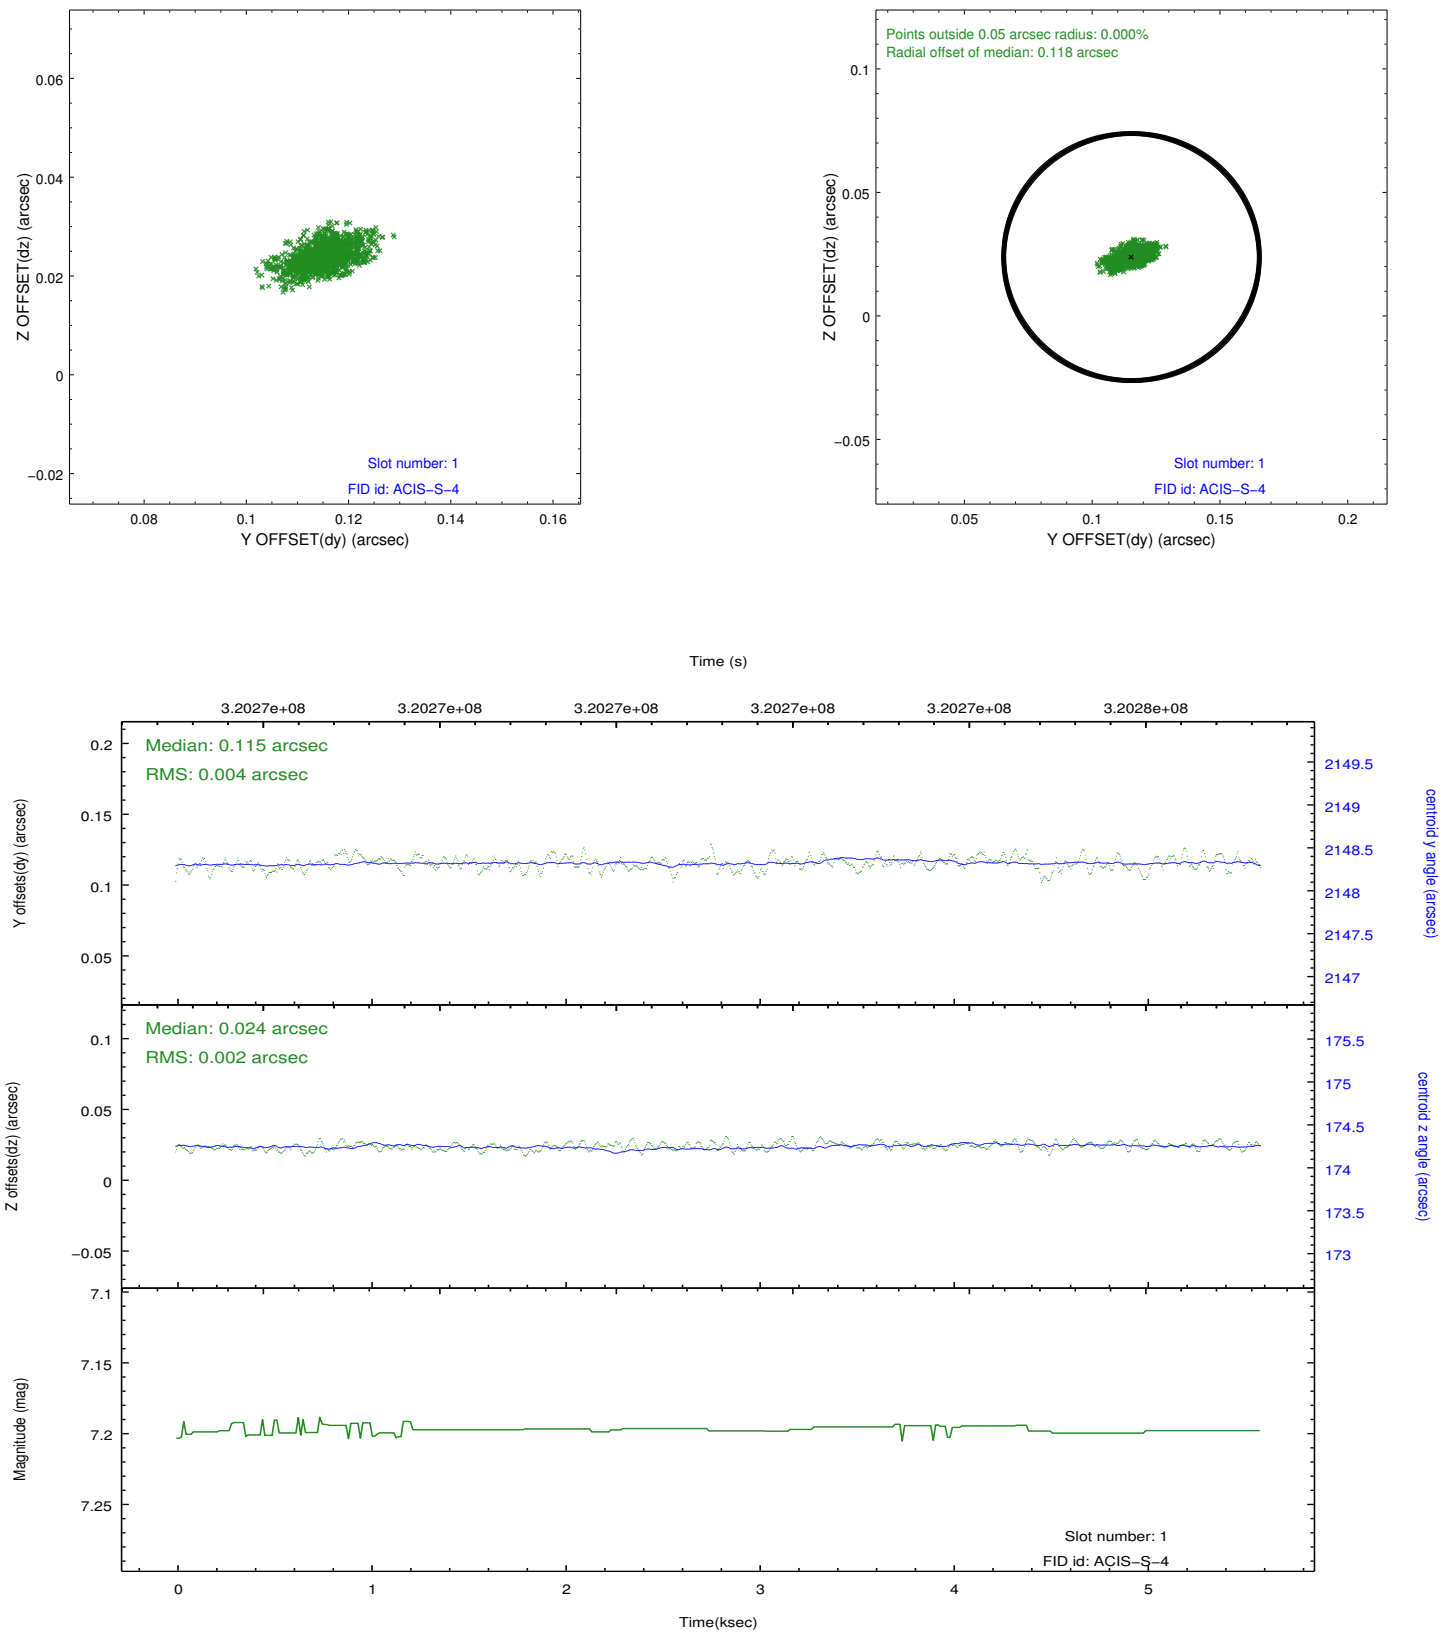 0.06
0.04
0.02
0
−0.02
Z OFFSET(dz) (arcsec)
Slot number: 1
FID id: ACIS−S−4
0.08
0.1
0.12
0.14
0.16
Y OFFSET(dy) (arcsec)
Points outside 0.05 arcsec radius: 0.000%
Radial offset of median: 0.118 arcsec
0.1
0.05
0
−0.05
Z OFFSET(dz) (arcsec)
Slot number: 1
FID id: ACIS−S−4
0.05
0.1
0.15
0.2
Y OFFSET(dy) (arcsec)
Time (s)
3.2027e+08
3.2027e+08
3.2027e+08
3.2027e+08
3.2027e+08
3.2028e+08
Median: 0.115 arcsec
RMS: 0.004 arcsec
0.2
0.15
0.1
0.05
Y offsets(dy) (arcsec)
2149.5
2149
2148.5
2148
2147.5
2147
centroid y angle (arcsec)
Median: 0.024 arcsec
RMS: 0.002 arcsec
0.1
0.05
0
−0.05
Z offsets(dz) (arcsec)
175.5
175
174.5
174
173.5
173
centroid z angle (arcsec)
7.1
7.15
7.2
7.25
Magnitude (mag)
Slot number: 1
FID id: ACIS−S−4
0
1
2
3
4
5
Time(ksec)